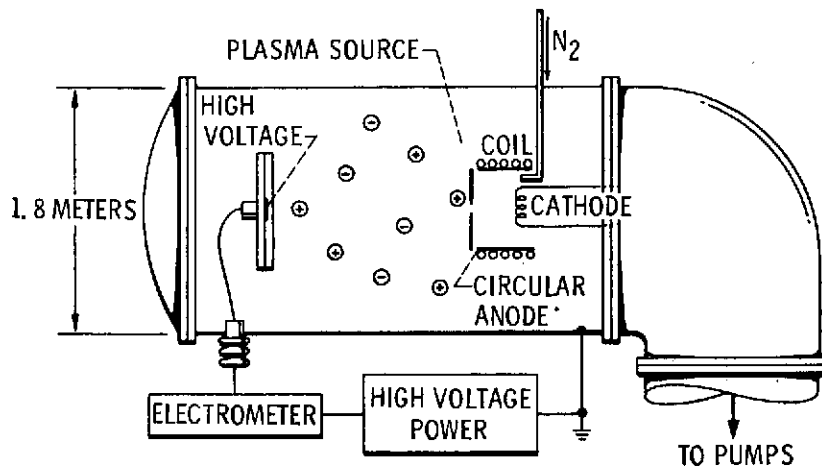 PLASMA SOURCE
N2
HIGH
VOLTAGE
COIL
1.8 METERS
CATHODE
CIRCULAR
ANODE
ELECTROMETER
HIGH VOLTAGE
POWER
TO PUMPS